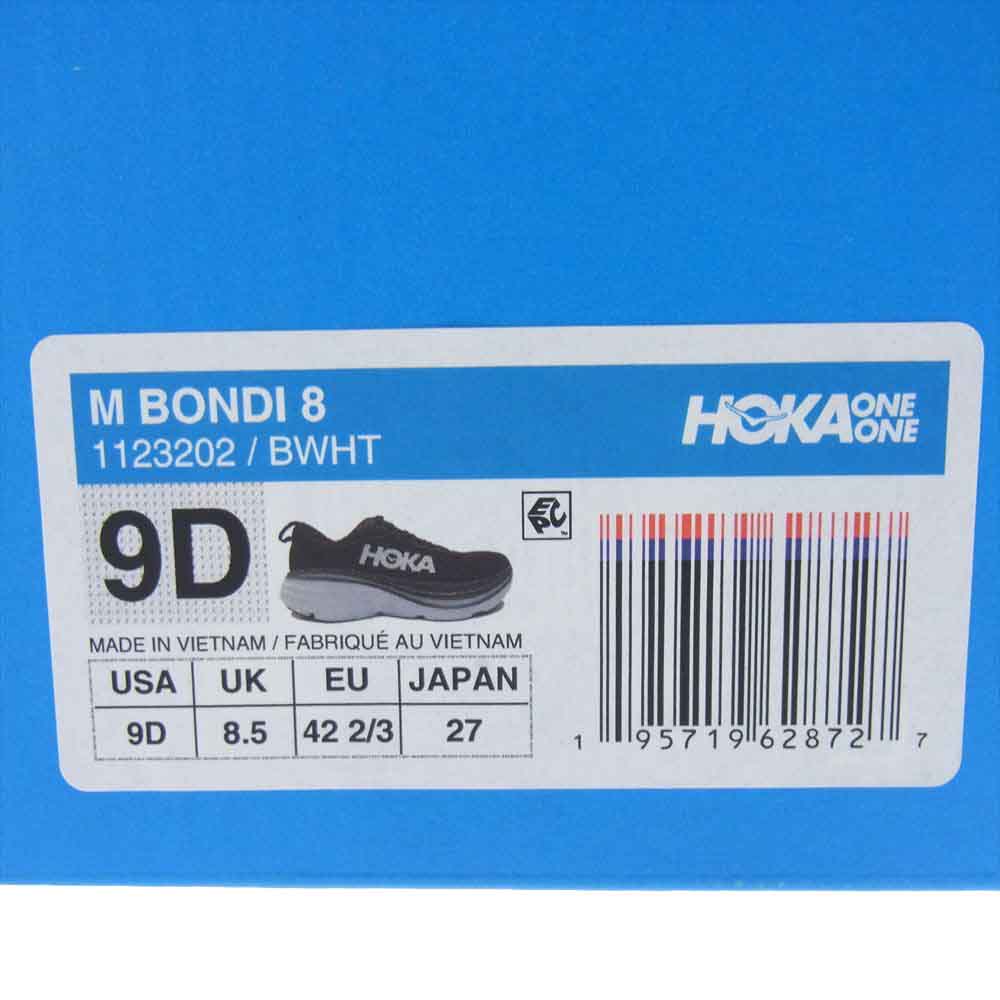 M BONDI 8
1123202 / BWHT
HOKA ONE ONE
9D
HOKA
EPC™
MADE IN VIETNAM / FABRIQUÉ AU VIETNAM
USA UK EU JAPAN
9D 8.5 42 2/3 27
1 95719 62872 7